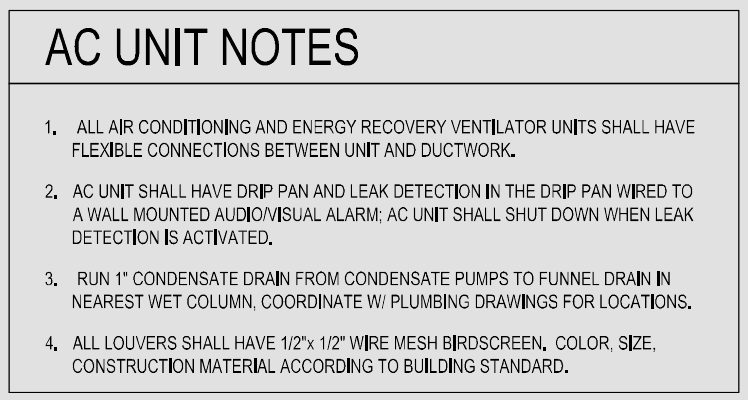 AC UNIT NOTES
1. ALL AIR CONDITIONING AND ENERGY RECOVERY VENTILATOR UNITS SHALL HAVE
FLEXIBLE CONNECTIONS BETWEEN UNIT AND DUCTWORK.
2. AC UNIT SHALL HAVE DRIP PAN AND LEAK DETECTION IN THE DRIP PAN WIRED TO
A WALL MOUNTED AUDIO/VISUAL ALARM; AC UNIT SHALL SHUT DOWN WHEN LEAK
DETECTION IS ACTIVATED.
3. RUN 1" CONDENSATE DRAIN FROM CONDENSATE PUMPS TO FUNNEL DRAIN IN
NEAREST WET COLUMN, COORDINATE W/ PLUMBING DRAWINGS FOR LOCATIONS.
4. ALL LOUVERS SHALL HAVE 1/2"x 1/2" WIRE MESH BIRDSCREEN. COLOR, SIZE,
CONSTRUCTION MATERIAL ACCORDING TO BUILDING STANDARD.